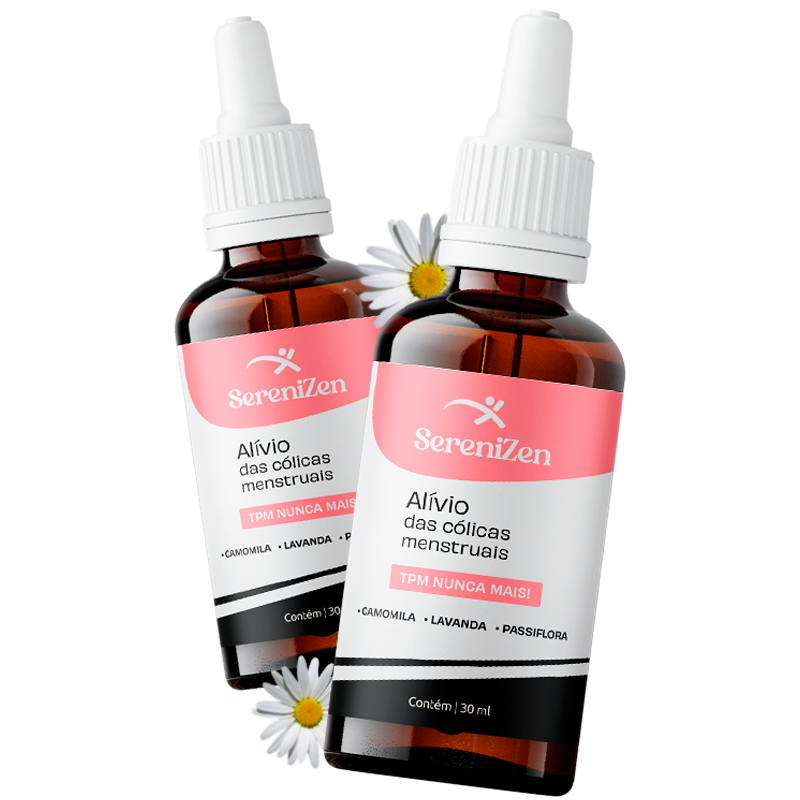 SereniZen
Alívio
das cólicas
menstruais
TPM NUNCA MAIS
• CAMOMILA • LAVANDA
Contém | 30
SereniZen
Alívio
das cólicas
menstruais
TPM NUNCA MAIS!
• CAMOMILA • LAVANDA • PASSIFLORA
Contém | 30 ml